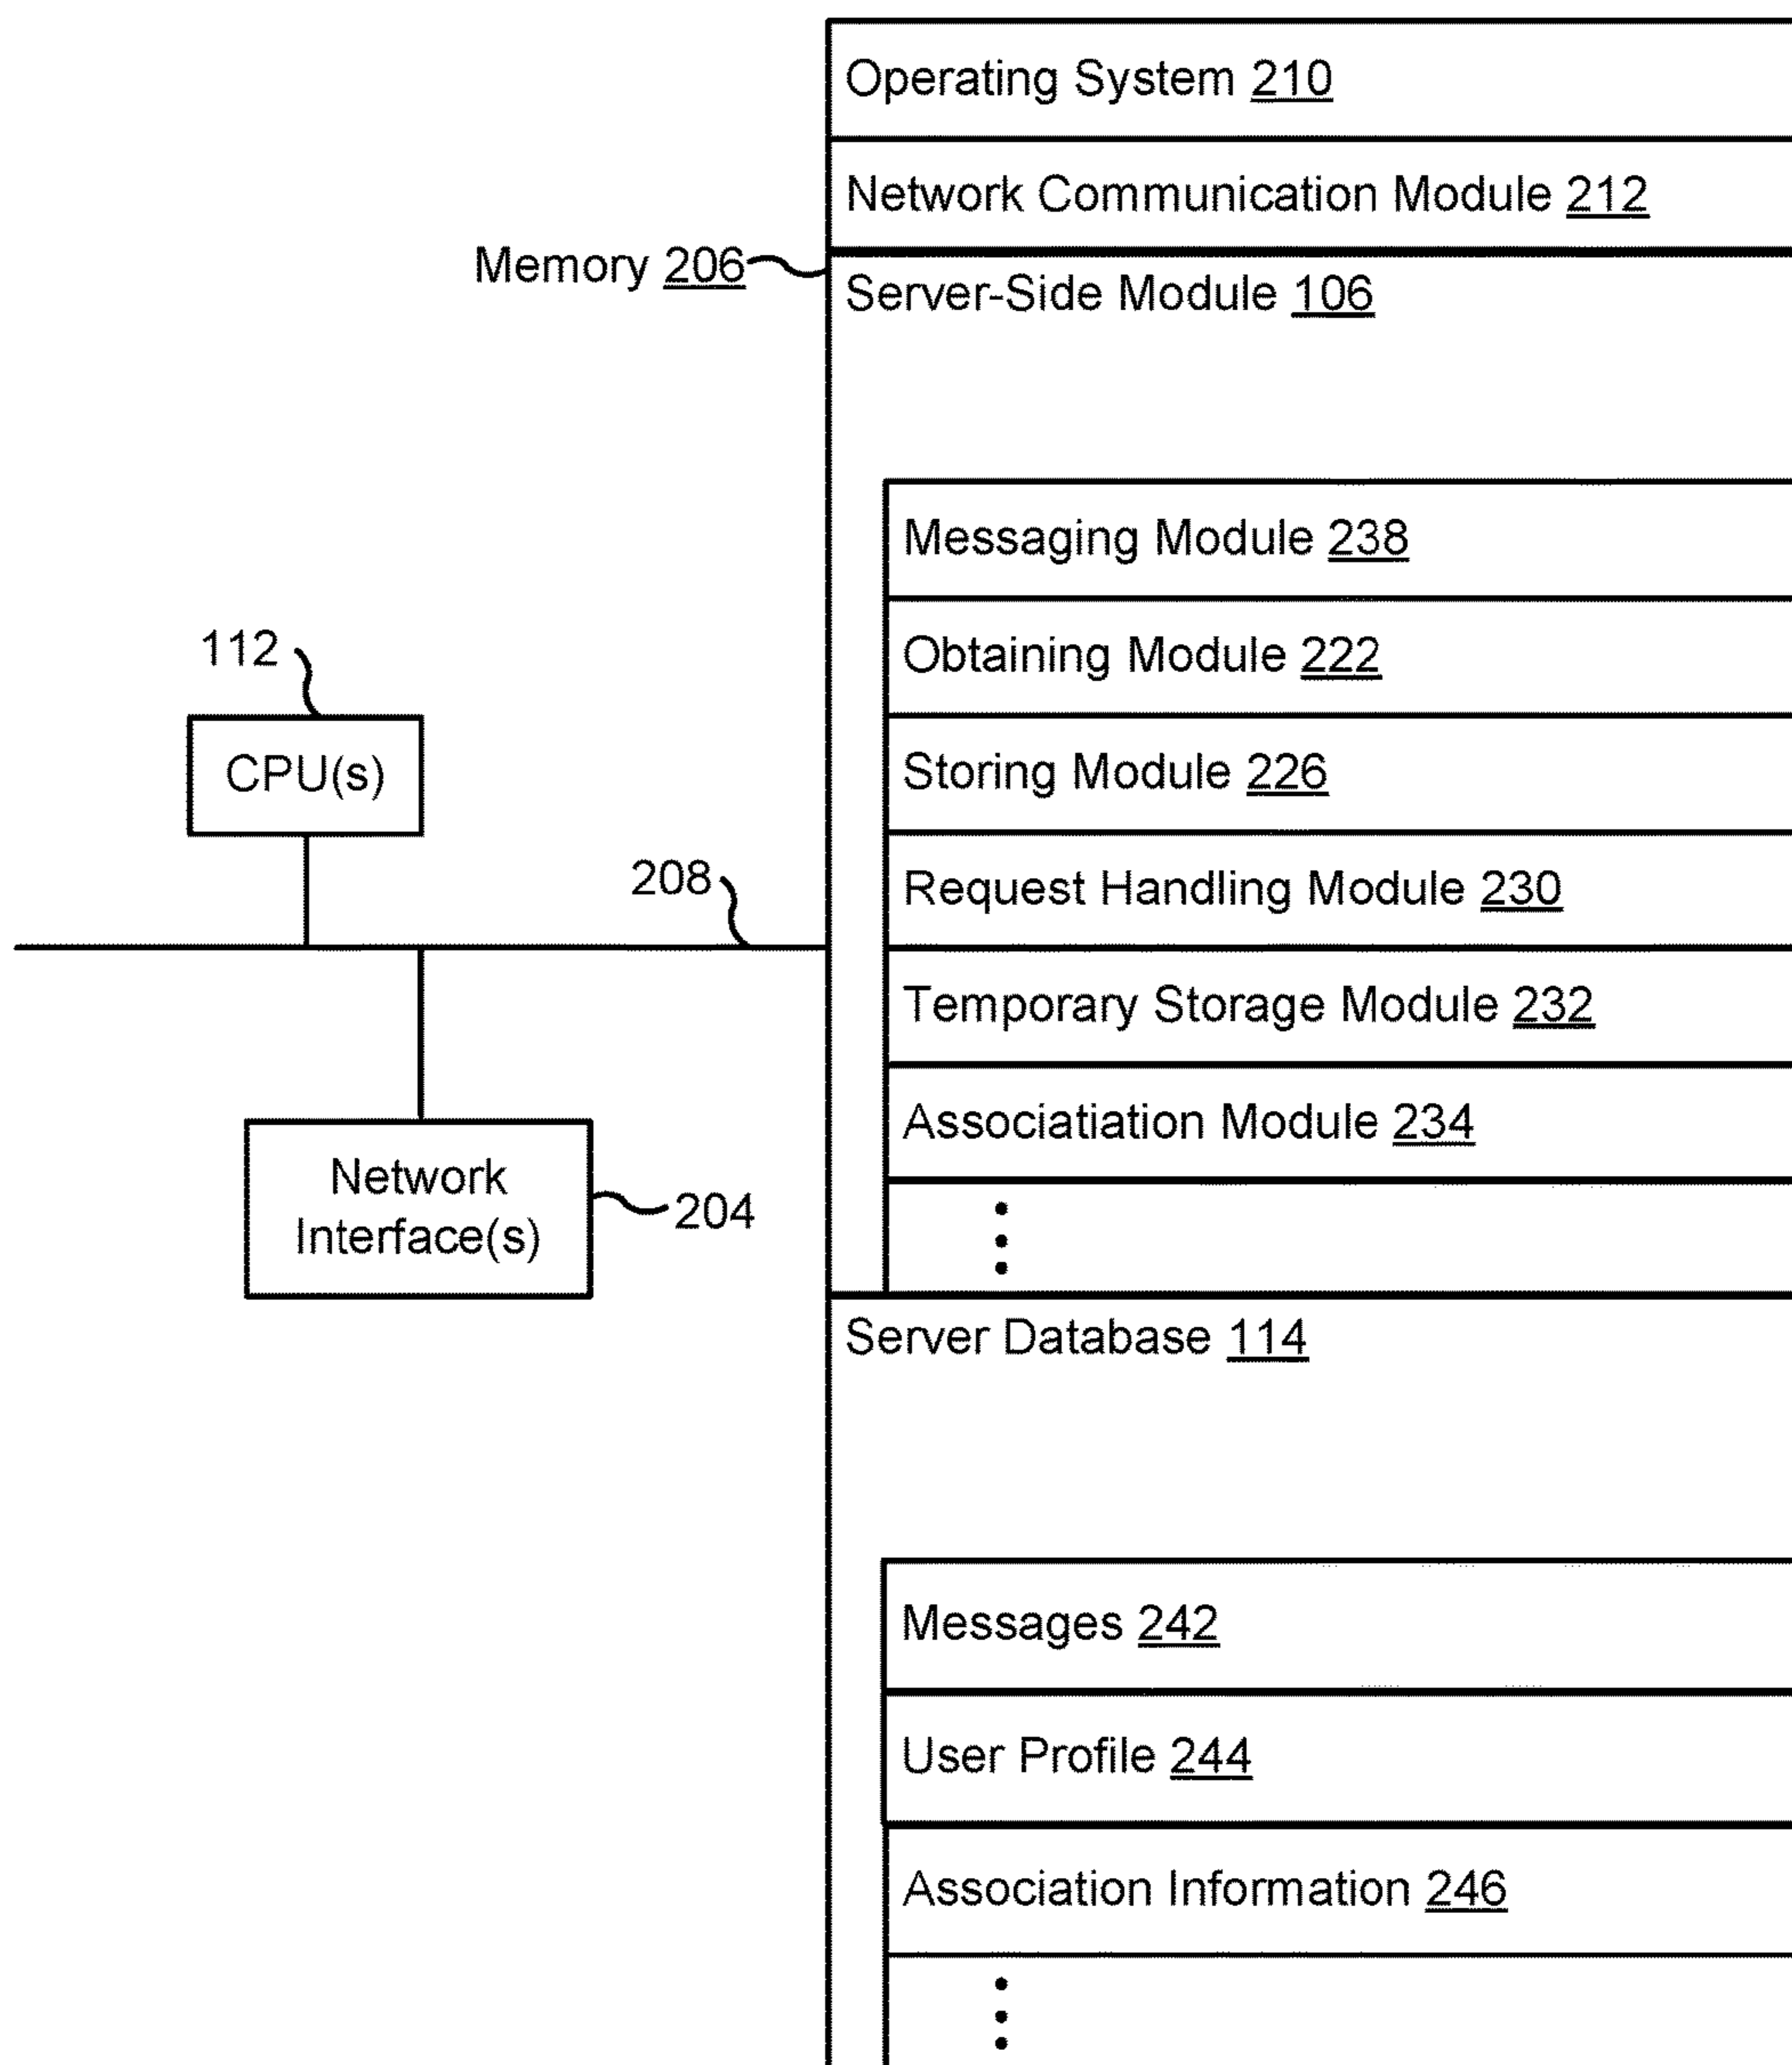 Operating System 210
Network Communication Module 212
Memory 206
Server-Side Module 106
Messaging Module 238
Obtaining Module 222
112
Storing Module 226
CPU(s)
208
Request Handling Module 230
Temporary Storage Module 232
Associatiation Module 234
Network
Interface(s)
204
Server Database 114
Messages 242
User Profile 244
Association Information 246